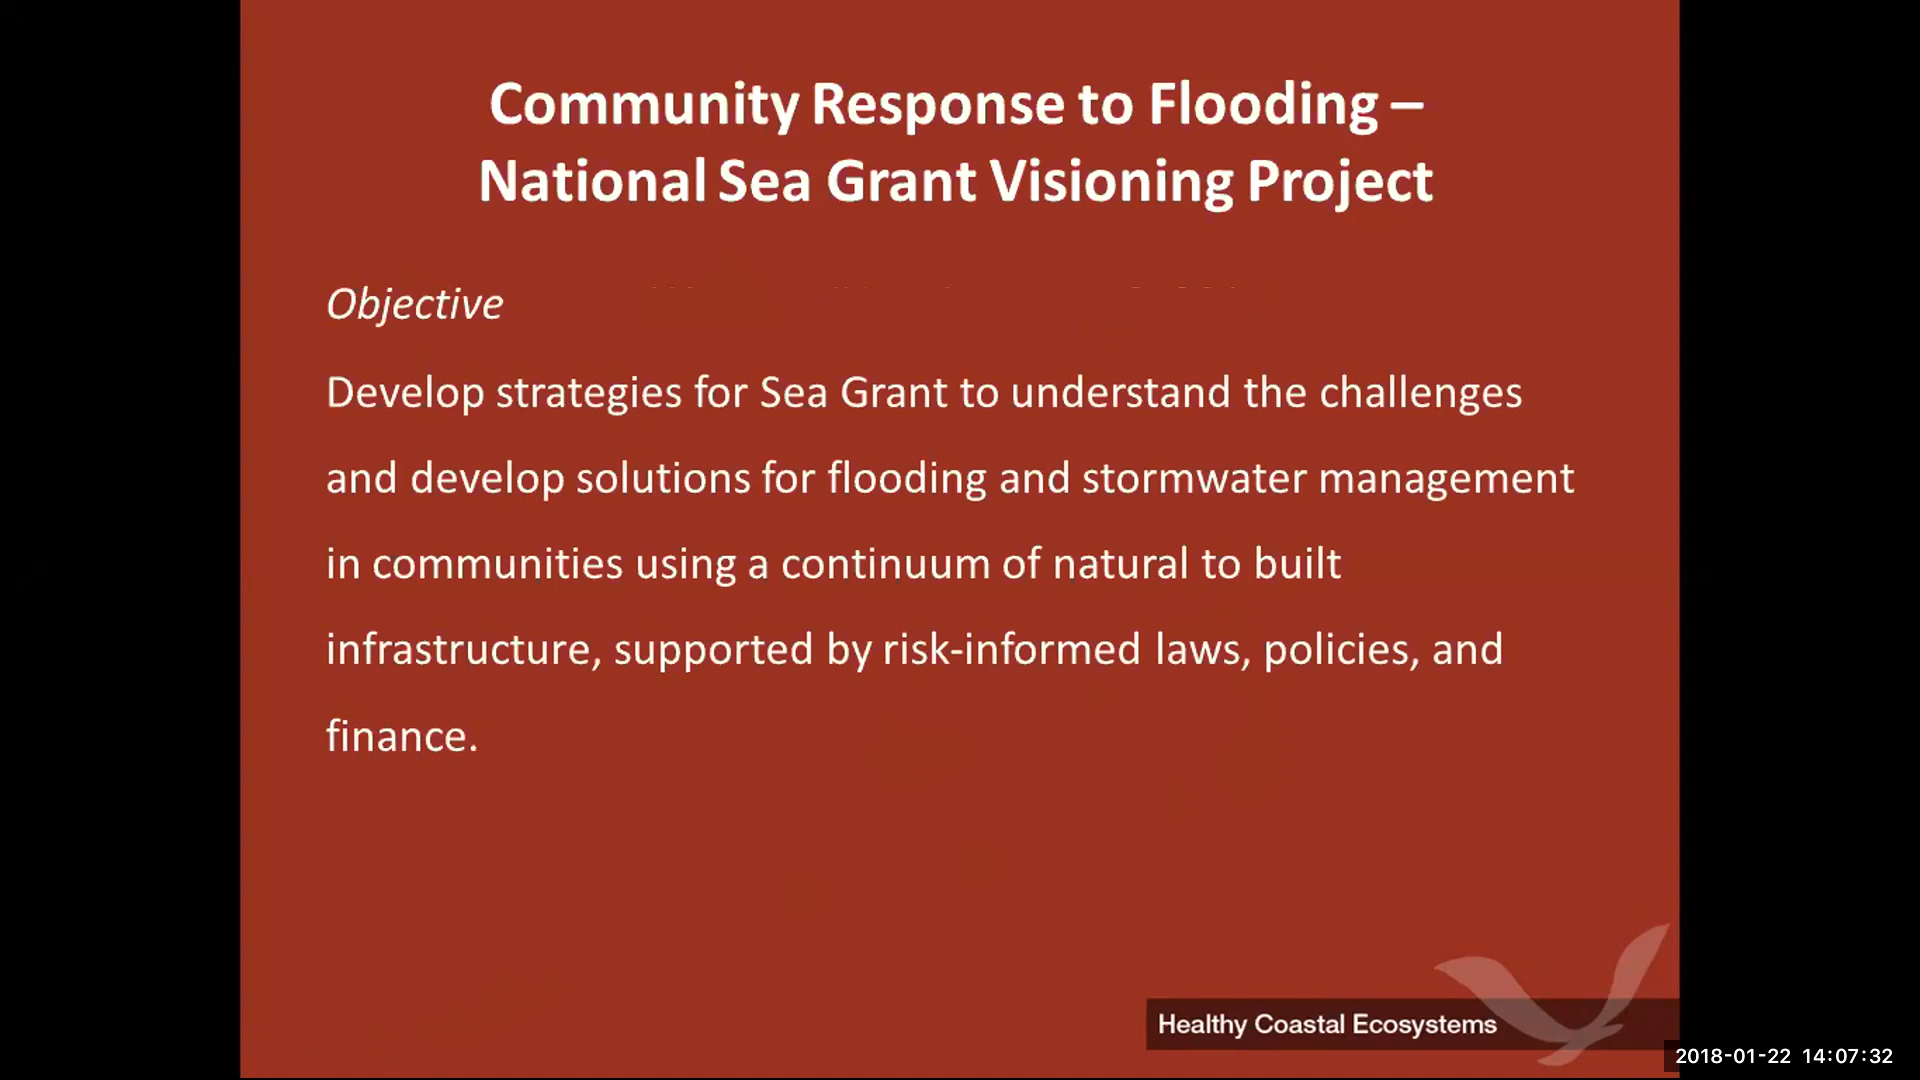 Community Response to Flooding –
National Sea Grant Visioning Project
Objective
Develop strategies for Sea Grant to understand the challenges
and develop solutions for flooding and stormwater management
in communities using a continuum of natural to built
infrastructure, supported by risk-informed laws, policies, and
finance.
Healthy Coastal Ecosystems
2018-01-22 14:07:32